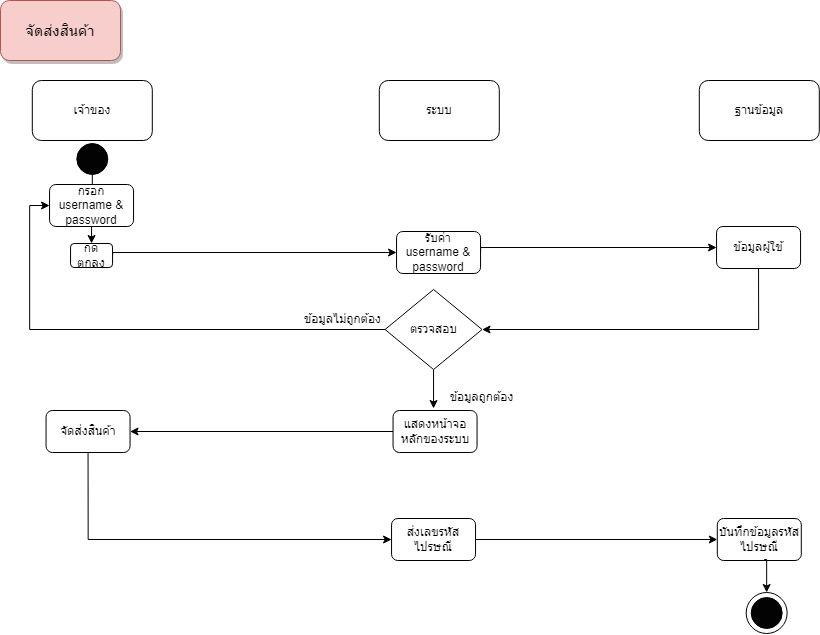 จัดส่งสินค้า
เจ้าของ
ระบบ
ฐานข้อมูล
กรอก
username &
password
กด
ตกลง
รับค่า
username &
password
ข้อมูลผู้ใช้
ข้อมูลไม่ถูกต้อง
ตรวจสอบ
ข้อมูลถูกต้อง
จัดส่งสินค้า
แสดงหน้าจอ
หลักของระบบ
ส่งเลขรหัส
ไปรษณี
บันทึกข้อมูลรหัส
ไปรษณี